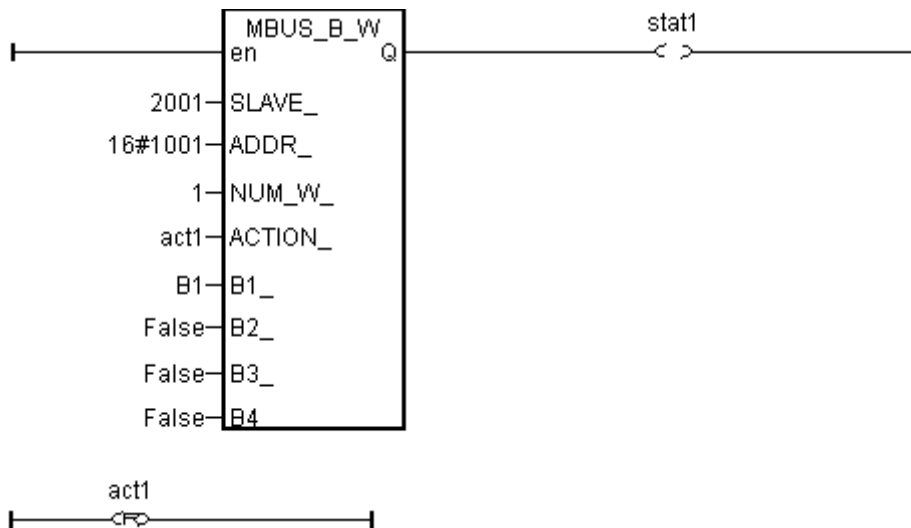 MBUS_B_W
stat1
en Q
2001 SLAVE_
16#1001 ADDR_
1 NUM_W_
act1 ACTION_
B1 B1_
False B2_
False B3_
False B4
act1
R